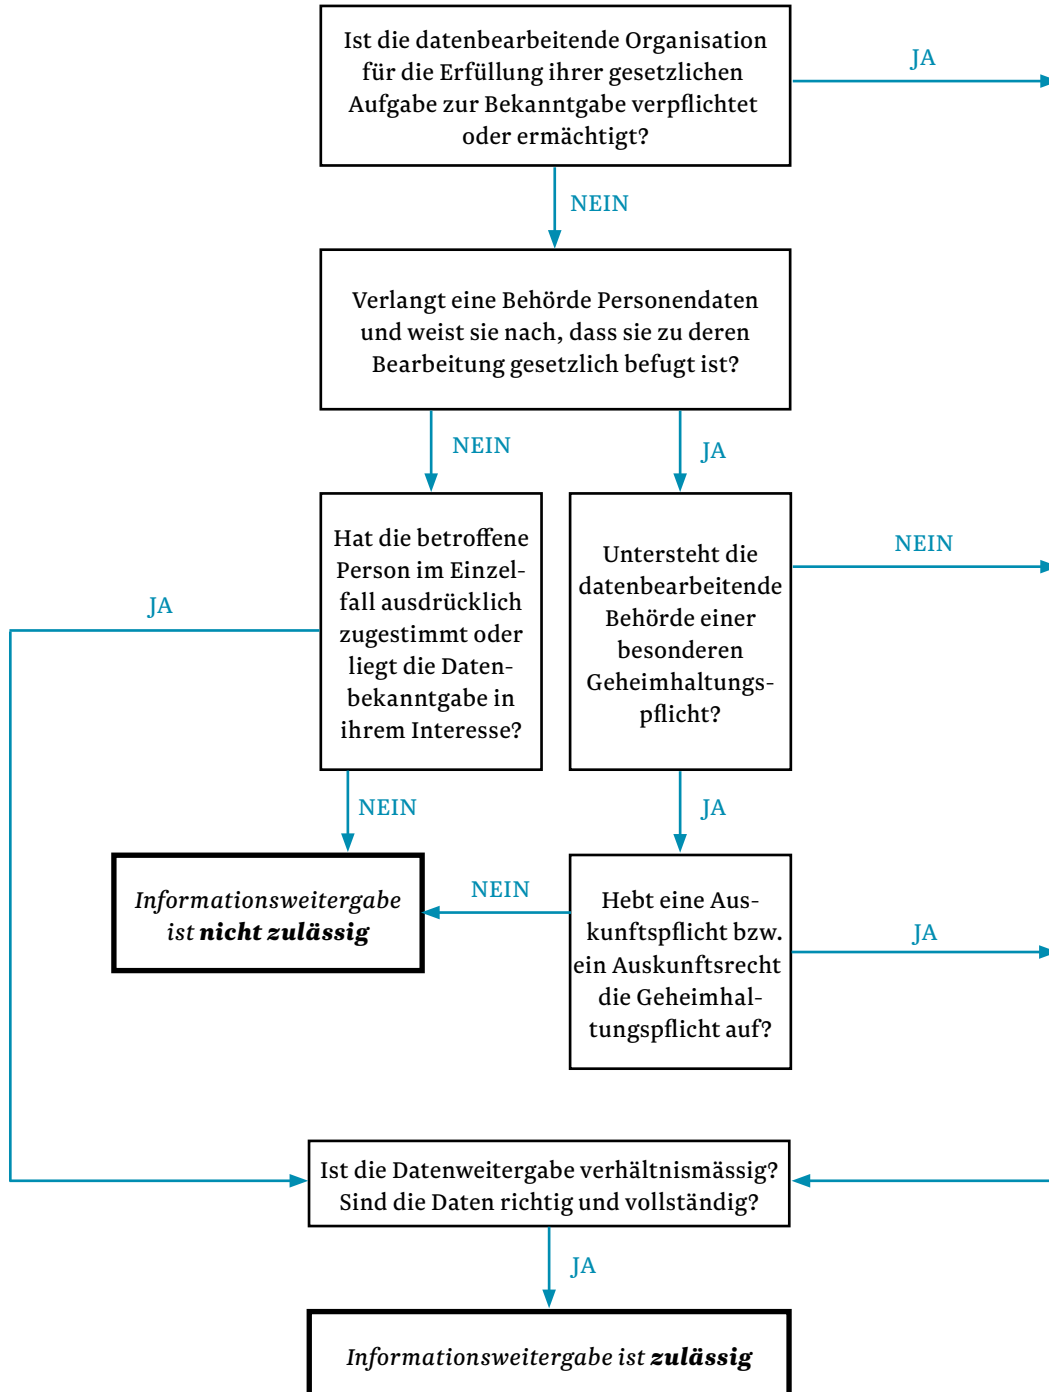 Ist die datenbearbeitende Organisation
für die Erfüllung ihrer gesetzlichen
Aufgabe zur Bekanntgabe verpflichtet
oder ermächtigt?
JA
NEIN
Verlangt eine Behörde Personendaten
und weist sie nach, dass sie zu deren
Bearbeitung gesetzlich befugt ist?
NEIN
JA
Hat die betroffene
Person im Einzel-
fall ausdrücklich
zugestimmt oder
liegt die Daten-
bekanntgabe in
ihrem Interesse?
JA
NEIN
Untersteht die
datenbearbeitende
Behörde einer
besonderen
Geheimhaltungs-
pflicht?
NEIN
JA
Informationsweitergabe
ist nicht zulässig
NEIN
Hebt eine Aus-
kunftspflicht bzw.
ein Auskunftsrecht
die Geheimhal-
tungspflicht auf?
JA
Ist die Datenweitergabe verhältnismässig?
Sind die Daten richtig und vollständig?
JA
Informationsweitergabe ist zulässig